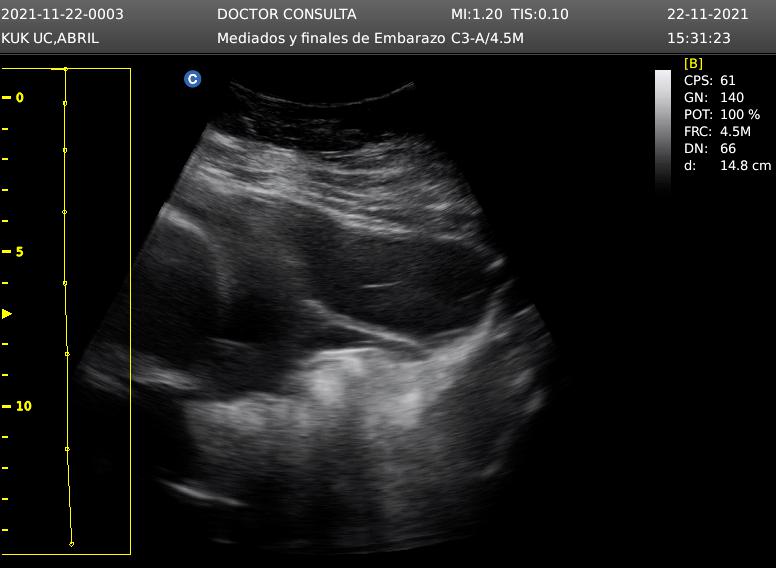 2021-11-22-0003 DOCTOR CONSULTA MI:1.20 TIS:0.10 22-11-2021
KUK UC,ABRIL Mediados y finales de Embarazo C3-A/4.5M 15:31:23
C
[B]
CPS: 61
GN: 140
POT: 100 %
FRC: 4.5M
DN: 66
d: 14.8 cm
0
5
10